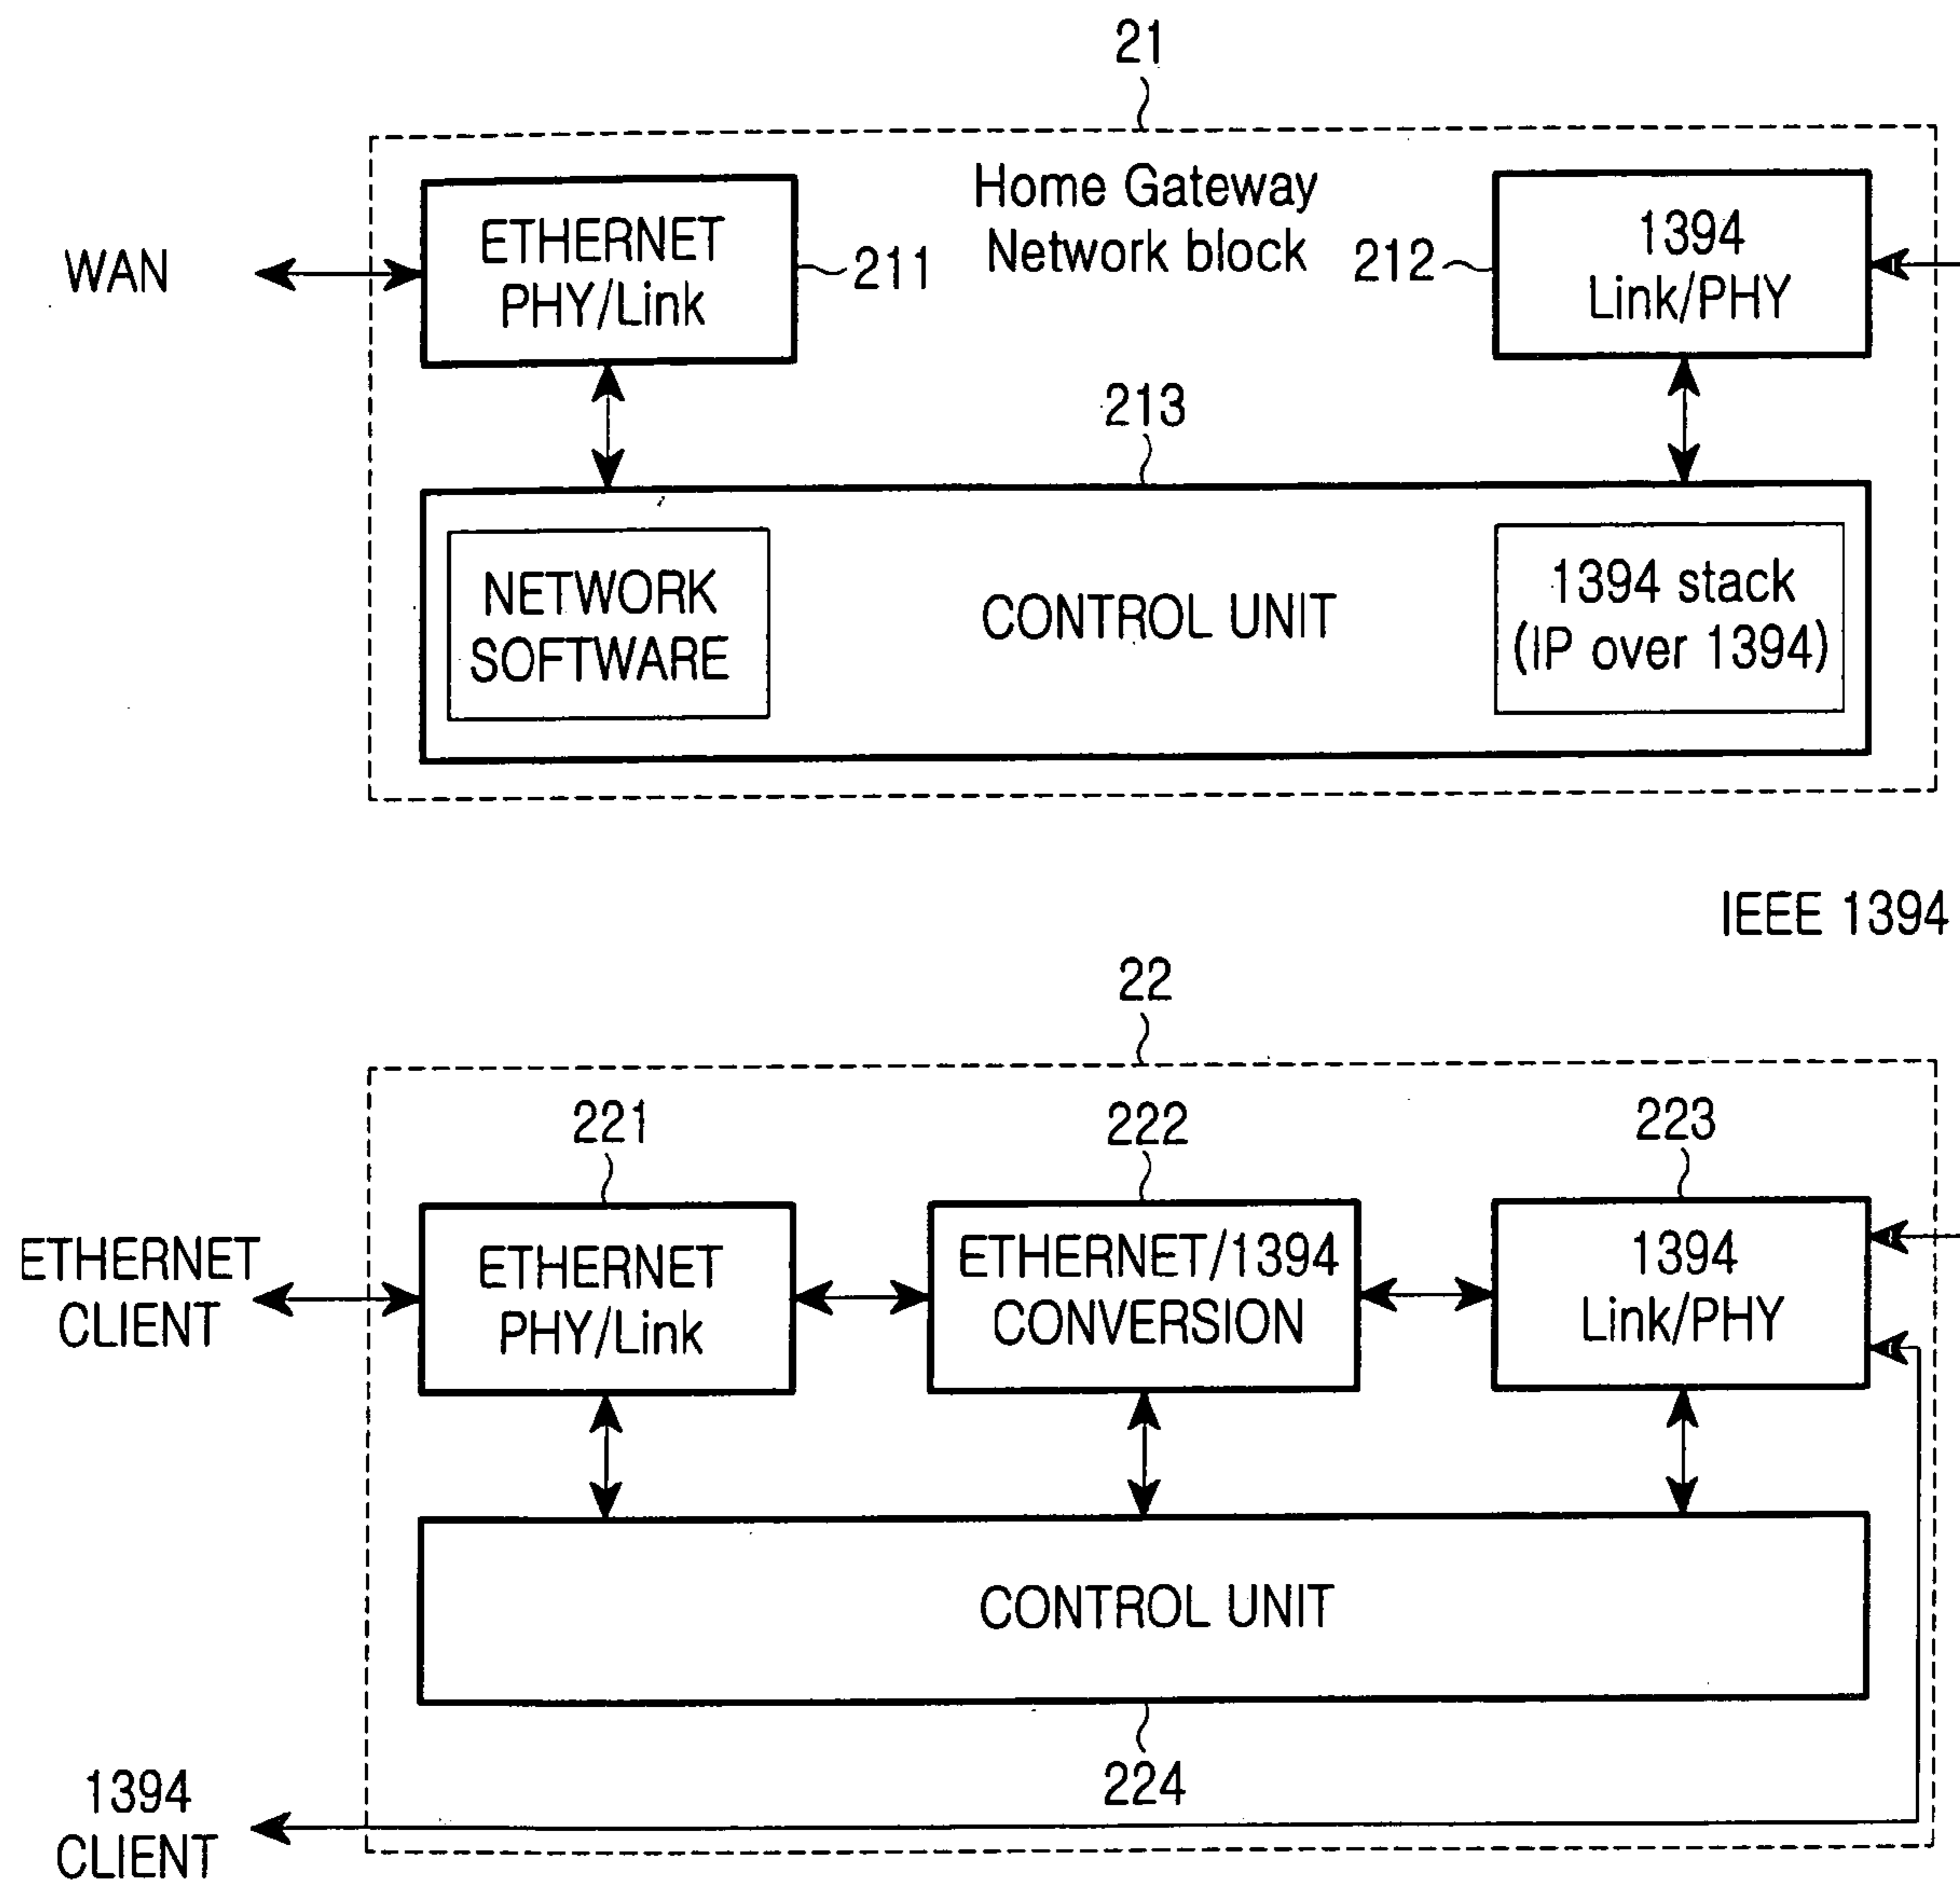 21
Home Gateway
Network block
WAN
ETHERNET
PHY/Link
211
212
1394
Link/PHY
213
NETWORK
SOFTWARE
CONTROL UNIT
1394 stack
(IP over 1394)
IEEE 1394
22
221
222
223
ETHERNET
CLIENT
ETHERNET
PHY/Link
ETHERNET/1394
CONVERSION
1394
Link/PHY
CONTROL UNIT
224
1394
CLIENT